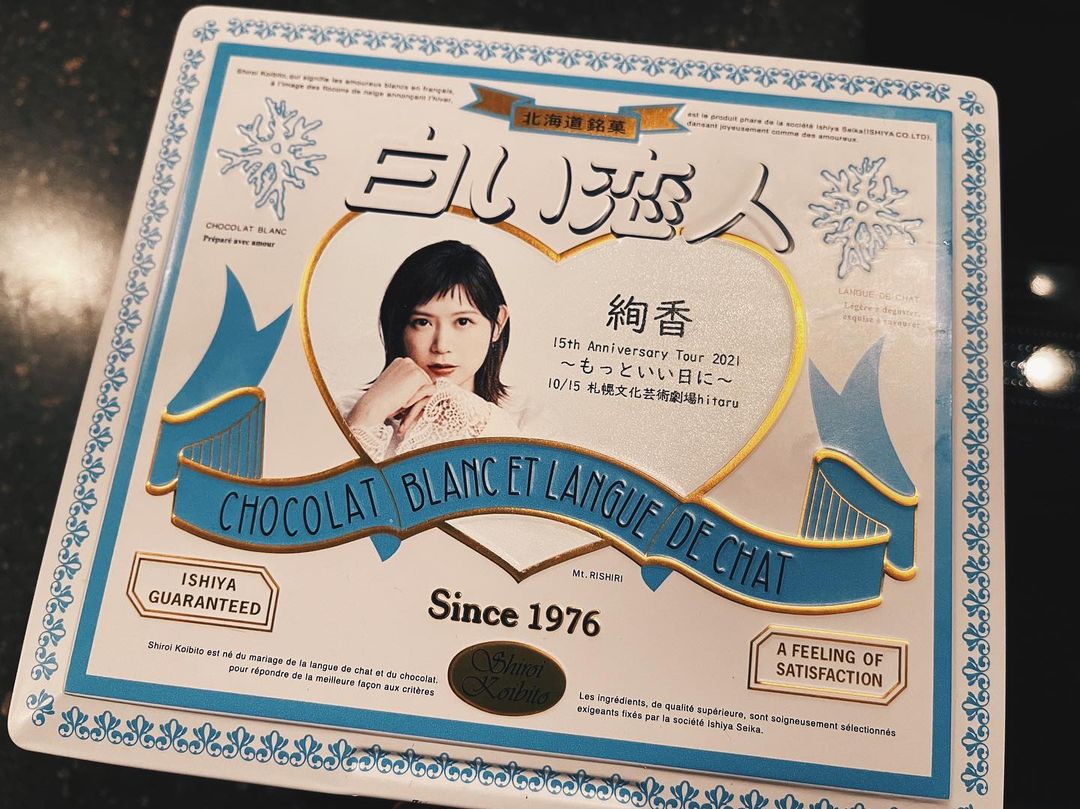 Shiroi Koibito, qui signifie les amoureux blancs en français,
à l'image des flocons de neige annonçant l'hiver,
北海道銘菓
est le produit phare de la société Ishiya Seika(ISHIYA CO.LTD),
dansant joyeusement comme des amoureux.
白い恋人
CHOCOLAT BLANC
Préparé avec amour
LANGUE DE CHAT
Légère à déguster,
exquise à savourer
絢香
15th Anniversary Tour 2021
〜もっといい日に〜
10/15 札幌文化芸術劇場hitaru
CHOCOLAT BLANC ET LANGUE DE CHAT
Mt. RISHIRI
ISHIYA
GUARANTEED
Since 1976
A FEELING OF
SATISFACTION
Shiroi Koibito est né du mariage de la langue de chat et du chocolat.
pour répondre de la meilleure façon aux critères
Shiroi
Koibito
Les ingrédients, de qualité supérieure, sont soigneusement sélectionnés
exigeants fixés par la société Ishiya Seika.